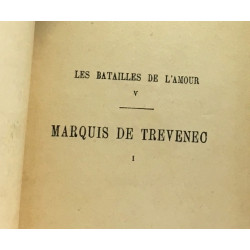 LES BATAILLES DE L'AMOUR
V
MARQUIS DE TREVENEC
I